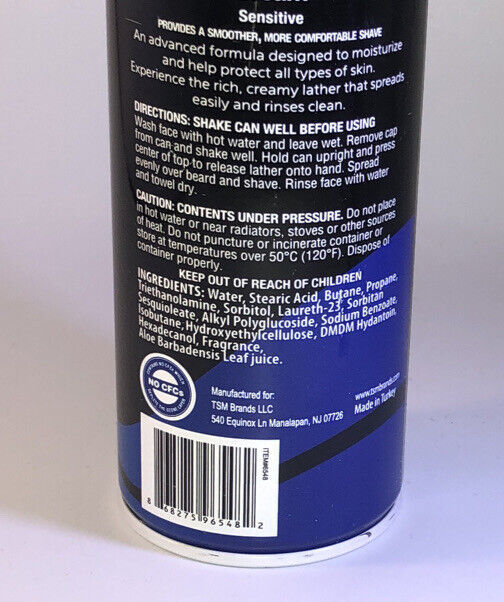 Sensitive
PROVIDES A SMOOTHER, MORE COMFORTABLE SHAVE
An advanced formula designed to moisturize
and help protect all types of skin.
Experience the rich, creamy lather that spreads
easily and rinses clean.
DIRECTIONS: SHAKE CAN WELL BEFORE USING
Wash face with hot water and leave wet. Remove cap
from can and shake well. Hold can upright and press
center of top to release lather onto hand. Spread
evenly over beard and shave. Rinse face with water
and towel dry.
CAUTION: CONTENTS UNDER PRESSURE. Do not place
in hot water or near radiators, stoves or other sources
of heat. Do not puncture or incinerate container or
store at temperatures over 50°C (120°F). Dispose of
container properly.
KEEP OUT OF REACH OF CHILDREN
INGREDIENTS: Water, Stearic Acid, Butane, Propane,
Triethanolamine, Sorbitol, Laureth-23, Sorbitan
Sesquioleate, Alkyl Polyglucoside, Sodium Benzoate,
Isobutane, Hydroxyethylcellulose, DMDM Hydantoin,
Hexadecanol, Fragrance,
Aloe Barbadensis Leaf juice.
NO CFCs
Manufactured for:
TSM Brands LLC
540 Equinox Ln Manalapan, NJ 07726
www.tsmbrands.com
Made in Turkey
ITEM#6548
8 68275 96548 2